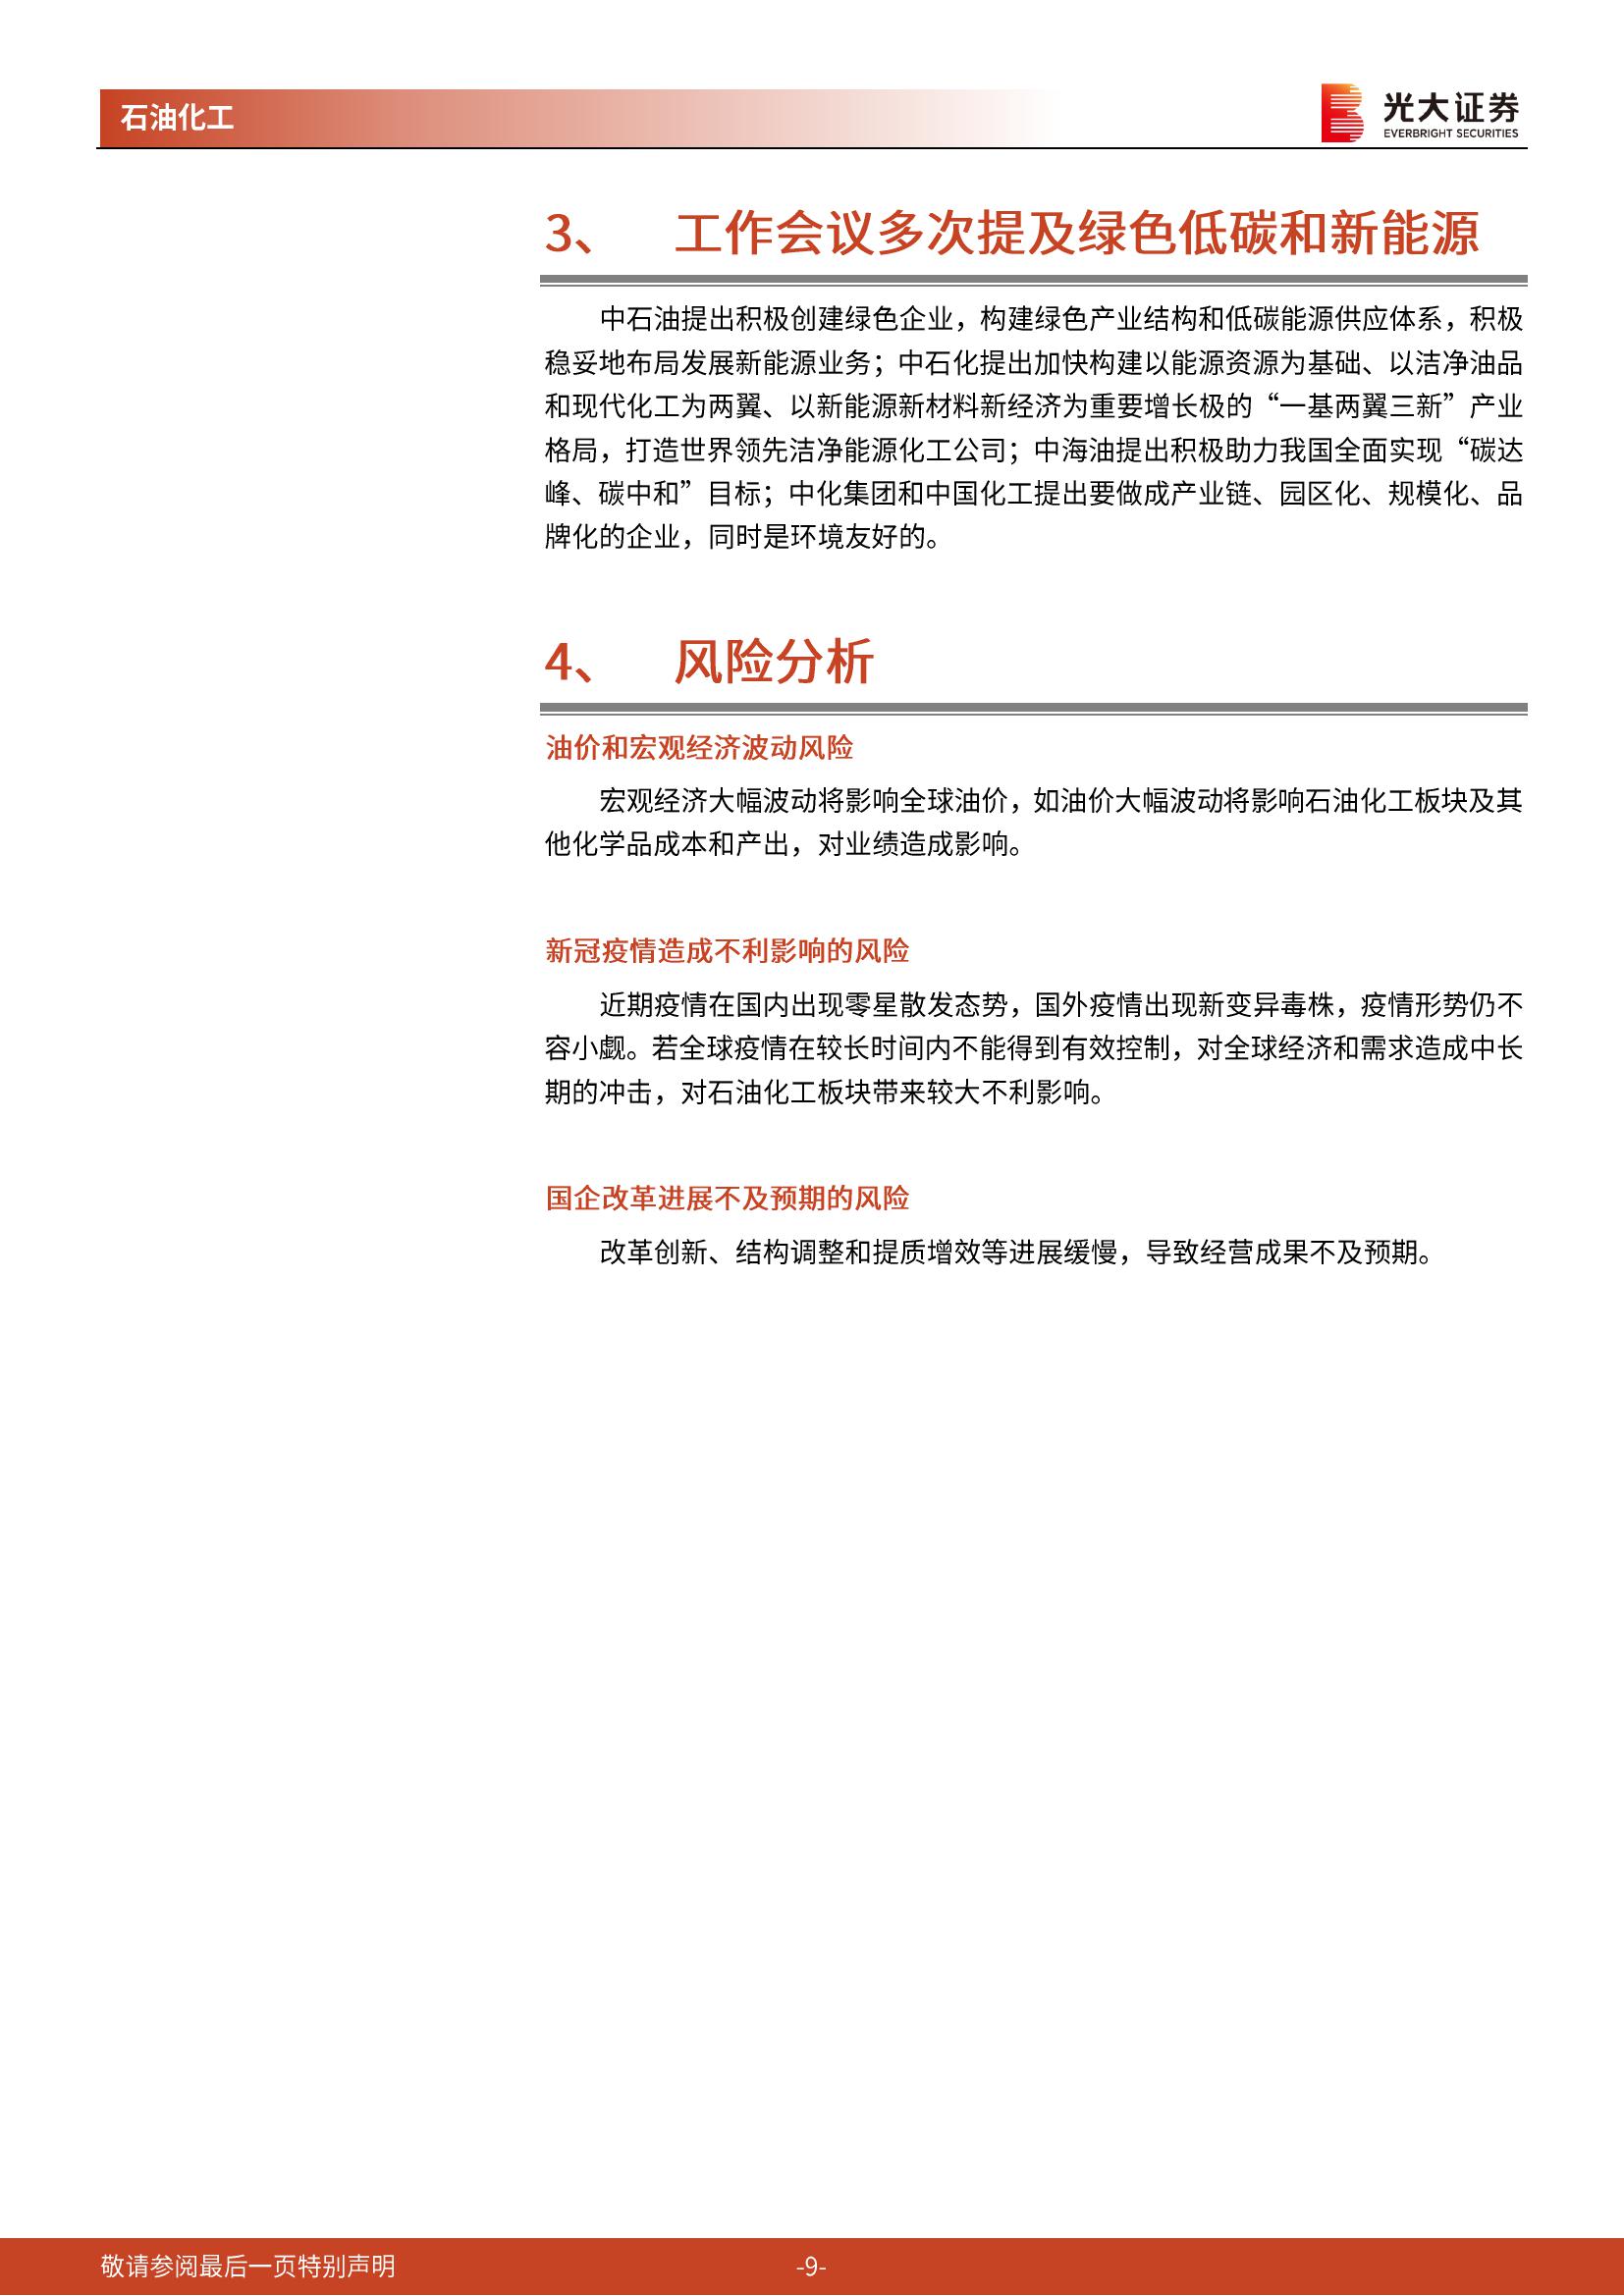 石油化工
光大证券
EVERBRIGHT SECURITIES
3、 工作会议多次提及绿色低碳和新能源
中石油提出积极创建绿色企业，构建绿色产业结构和低碳能源供应体系，积极
稳妥地布局发展新能源业务；中石化提出加快构建以能源资源为基础、以洁净油品
和现代化工为两翼、以新能源新材料新经济为重要增长极的“一基两翼三新”产业
格局，打造世界领先洁净能源化工公司；中海油提出积极助力我国全面实现“碳达
峰、碳中和”目标；中化集团和中国化工提出要做成产业链、园区化、规模化、品
牌化的企业，同时是环境友好的。
4、 风险分析
油价和宏观经济波动风险
宏观经济大幅波动将影响全球油价，如油价大幅波动将影响石油化工板块及其
他化学品成本和产出，对业绩造成影响。
新冠疫情造成不利影响的风险
近期疫情在国内出现零星散发态势，国外疫情出现新变异毒株，疫情形势仍不
容小觑。若全球疫情在较长时间内不能得到有效控制，对全球经济和需求造成中长
期的冲击，对石油化工板块带来较大不利影响。
国企改革进展不及预期的风险
改革创新、结构调整和提质增效等进展缓慢，导致经营成果不及预期。
敬请参阅最后一页特别声明
-9-